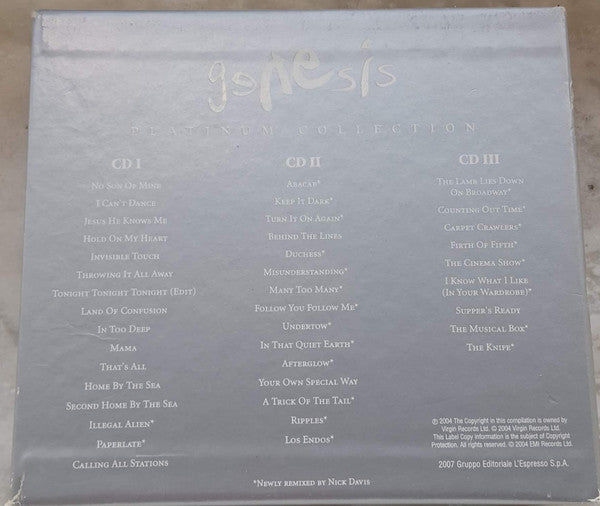 genesis
PLATINUM COLLECTION
CD I
No Son Of Mine
I Can't Dance
Jesus He Knows Me
Hold On My Heart
Invisible Touch
Throwing It All Away
Tonight Tonight Tonight (Edit)
Land Of Confusion
In Too Deep
Mama
That's All
Home By The Sea
Second Home By The Sea
Illegal Alien*
Paperlate*
Calling All Stations
CD II
Abacab*
Keep It Dark*
Turn It On Again*
Behind The Lines
Duchess*
Misunderstanding*
Many Too Many*
Follow You Follow Me*
Undertow*
In That Quiet Earth*
Afterglow*
Your Own Special Way
A Trick Of The Tail*
Ripples*
Los Endos*
CD III
The Lamb Lies Down
On Broadway*
Counting Out Time*
Carpet Crawlers*
Firth Of Fifth*
The Cinema Show*
I Know What I Like
(In Your Wardrobe)*
Supper's Ready
The Musical Box*
The Knife*
℗ 2004 The Copyright in this compilation is owned by
Virgin Records Ltd. © 2004 Virgin Records Ltd.
This Label Copy information is the subject of Copyright
Protection. All rights reserved. © 2004 EMI Records Ltd.
2007 Gruppo Editoriale L'Espresso S.p.A.
*Newly remixed by Nick Davis